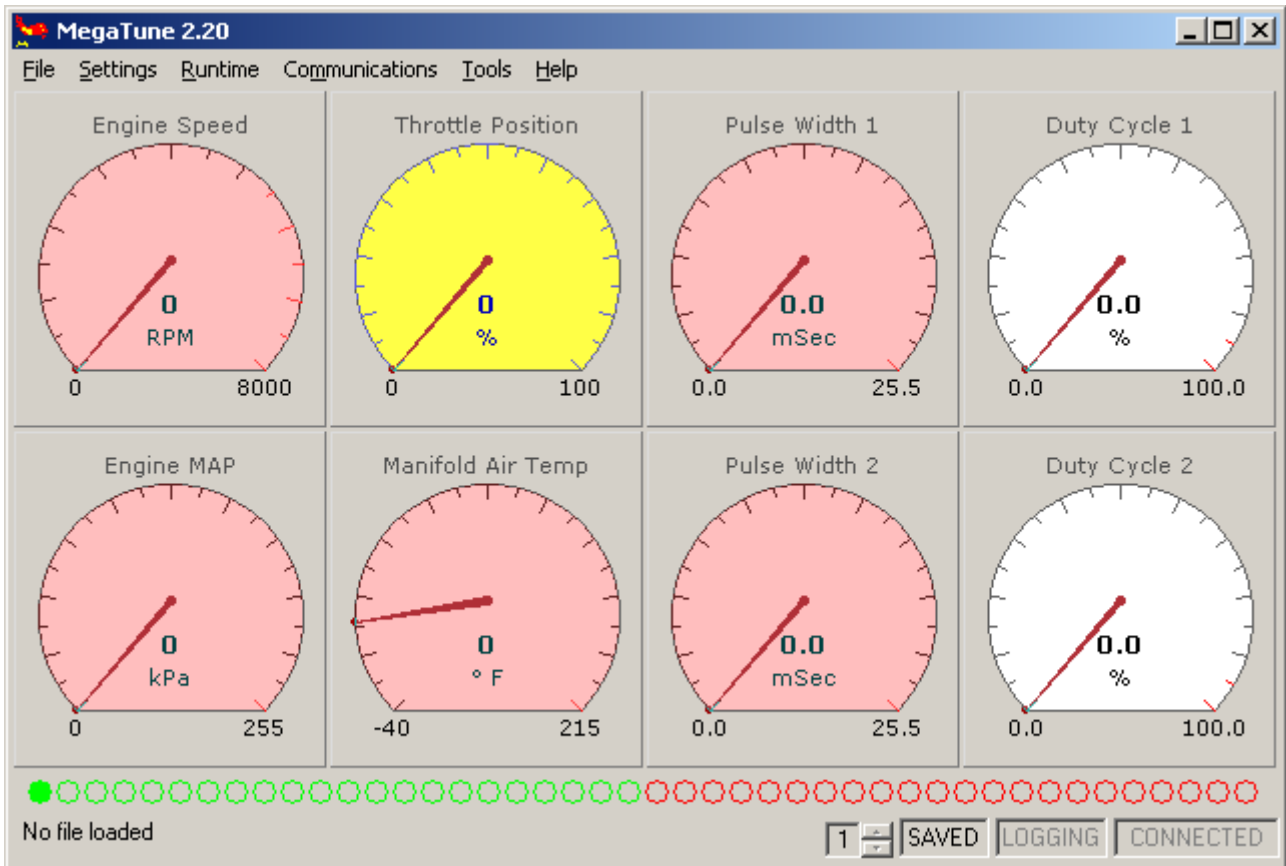 MegaTune 2.20
File Settings Runtime Communications Tools Help
Engine Speed
0
RPM
0 8000
Throttle Position
0
%
0 100
Pulse Width 1
0.0
mSec
0.0 25.5
Duty Cycle 1
0.0
%
0.0 100.0
Engine MAP
0
kPa
0 255
Manifold Air Temp
0
° F
-40 215
Pulse Width 2
0.0
mSec
0.0 25.5
Duty Cycle 2
0.0
%
0.0 100.0
No file loaded
1 SAVED LOGGING CONNECTED